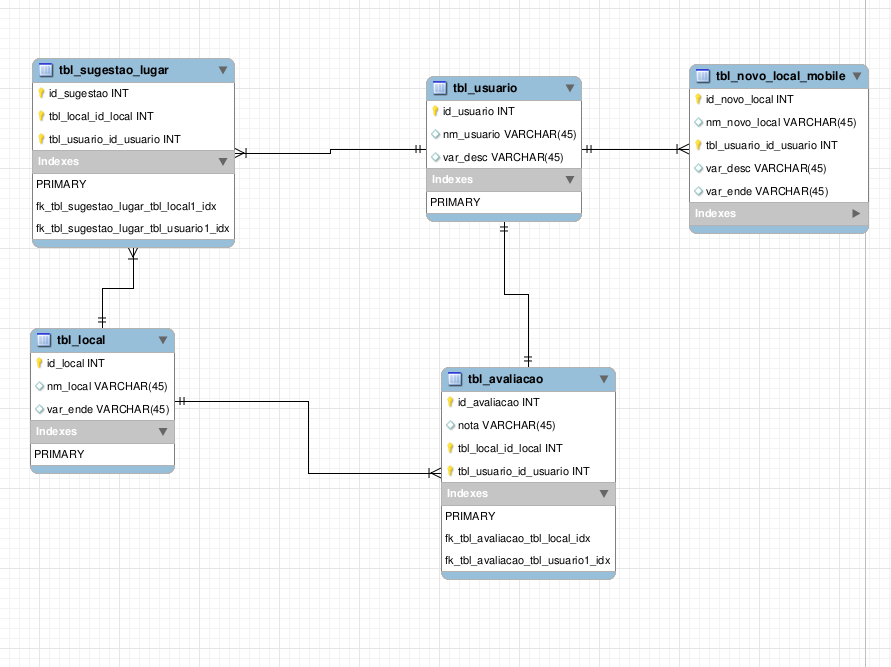 tbl_sugestao_lugar
id_sugestao INT
tbl_local_id_local INT
tbl_usuario_id_usuario INT
Indexes
PRIMARY
fk_tbl_sugestao_lugar_tbl_local1_idx
fk_tbl_sugestao_lugar_tbl_usuario1_idx
tbl_usuario
id_usuario INT
nm_usuario VARCHAR(45)
var_desc VARCHAR(45)
Indexes
PRIMARY
tbl_novo_local_mobile
id_novo_local INT
nm_novo_local VARCHAR(45)
tbl_usuario_id_usuario INT
var_desc VARCHAR(45)
var_ende VARCHAR(45)
Indexes
tbl_local
id_local INT
nm_local VARCHAR(45)
var_ende VARCHAR(45)
Indexes
PRIMARY
tbl_avaliacao
id_avaliacao INT
nota VARCHAR(45)
tbl_local_id_local INT
tbl_usuario_id_usuario INT
Indexes
PRIMARY
fk_tbl_avaliacao_tbl_local_idx
fk_tbl_avaliacao_tbl_usuario1_idx